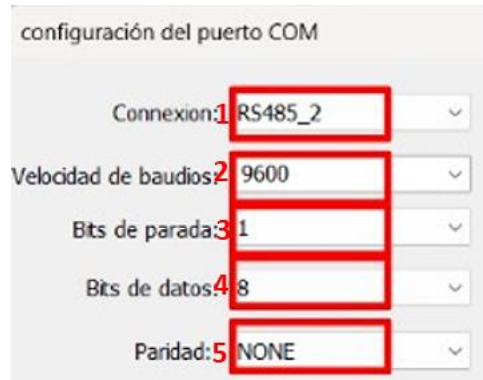 configuración del puerto COM
Connexion:1 RS485_2
Velocidad de baudios:2 9600
Bits de parada:3 1
Bits de datos:4 8
Paridad:5 NONE